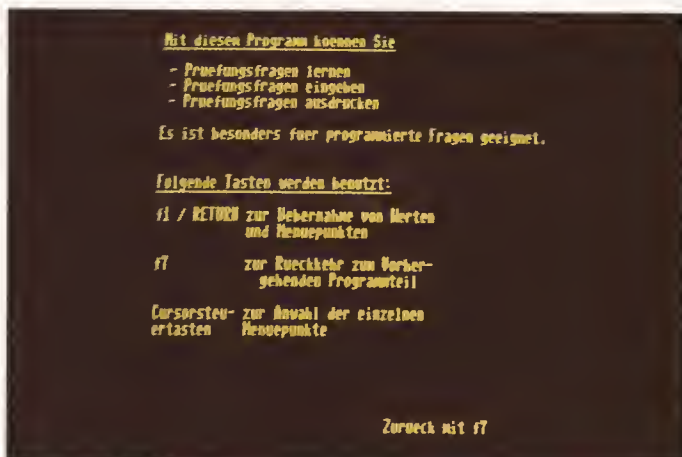 Mit diesem Programm koennen Sie
- Pruefungsfragen lernen
- Pruefungsfragen eingeben
- Pruefungsfragen ausdrucken
Es ist besonders fuer programmierte Fragen geeignet.
Folgende Tasten werden benutzt:
f1 / RETURN zur Uebernahme von Werten
und Menuepunkten
f7 zur Rueckkehr zum Vorher-
gehenden Programmteil
Cursorsteu- zur Anwahl der einzelnen
ertasten Menuepunkte
Zurueck mit f7